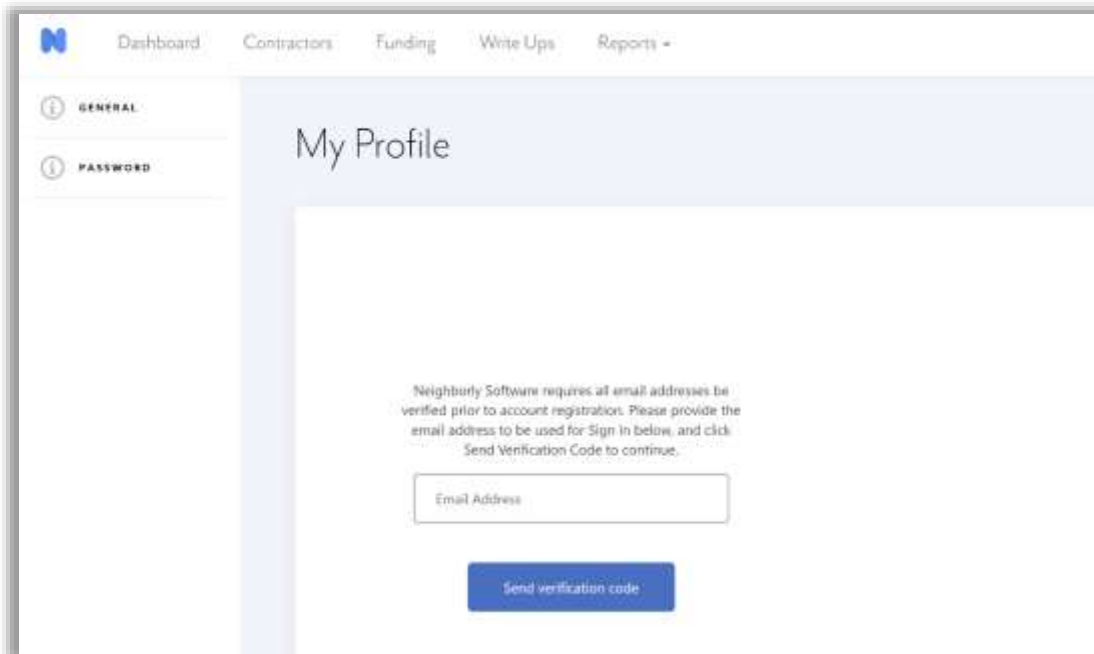 N Dashboard Contractors Funding Write Ups Reports
GENERAL
PASSWORD
My Profile
Neighborly Software requires all email addresses be
verified prior to account registration. Please provide the
email address to be used for Sign In below, and click
Send Verification Code to continue.
Email Address
Send verification code